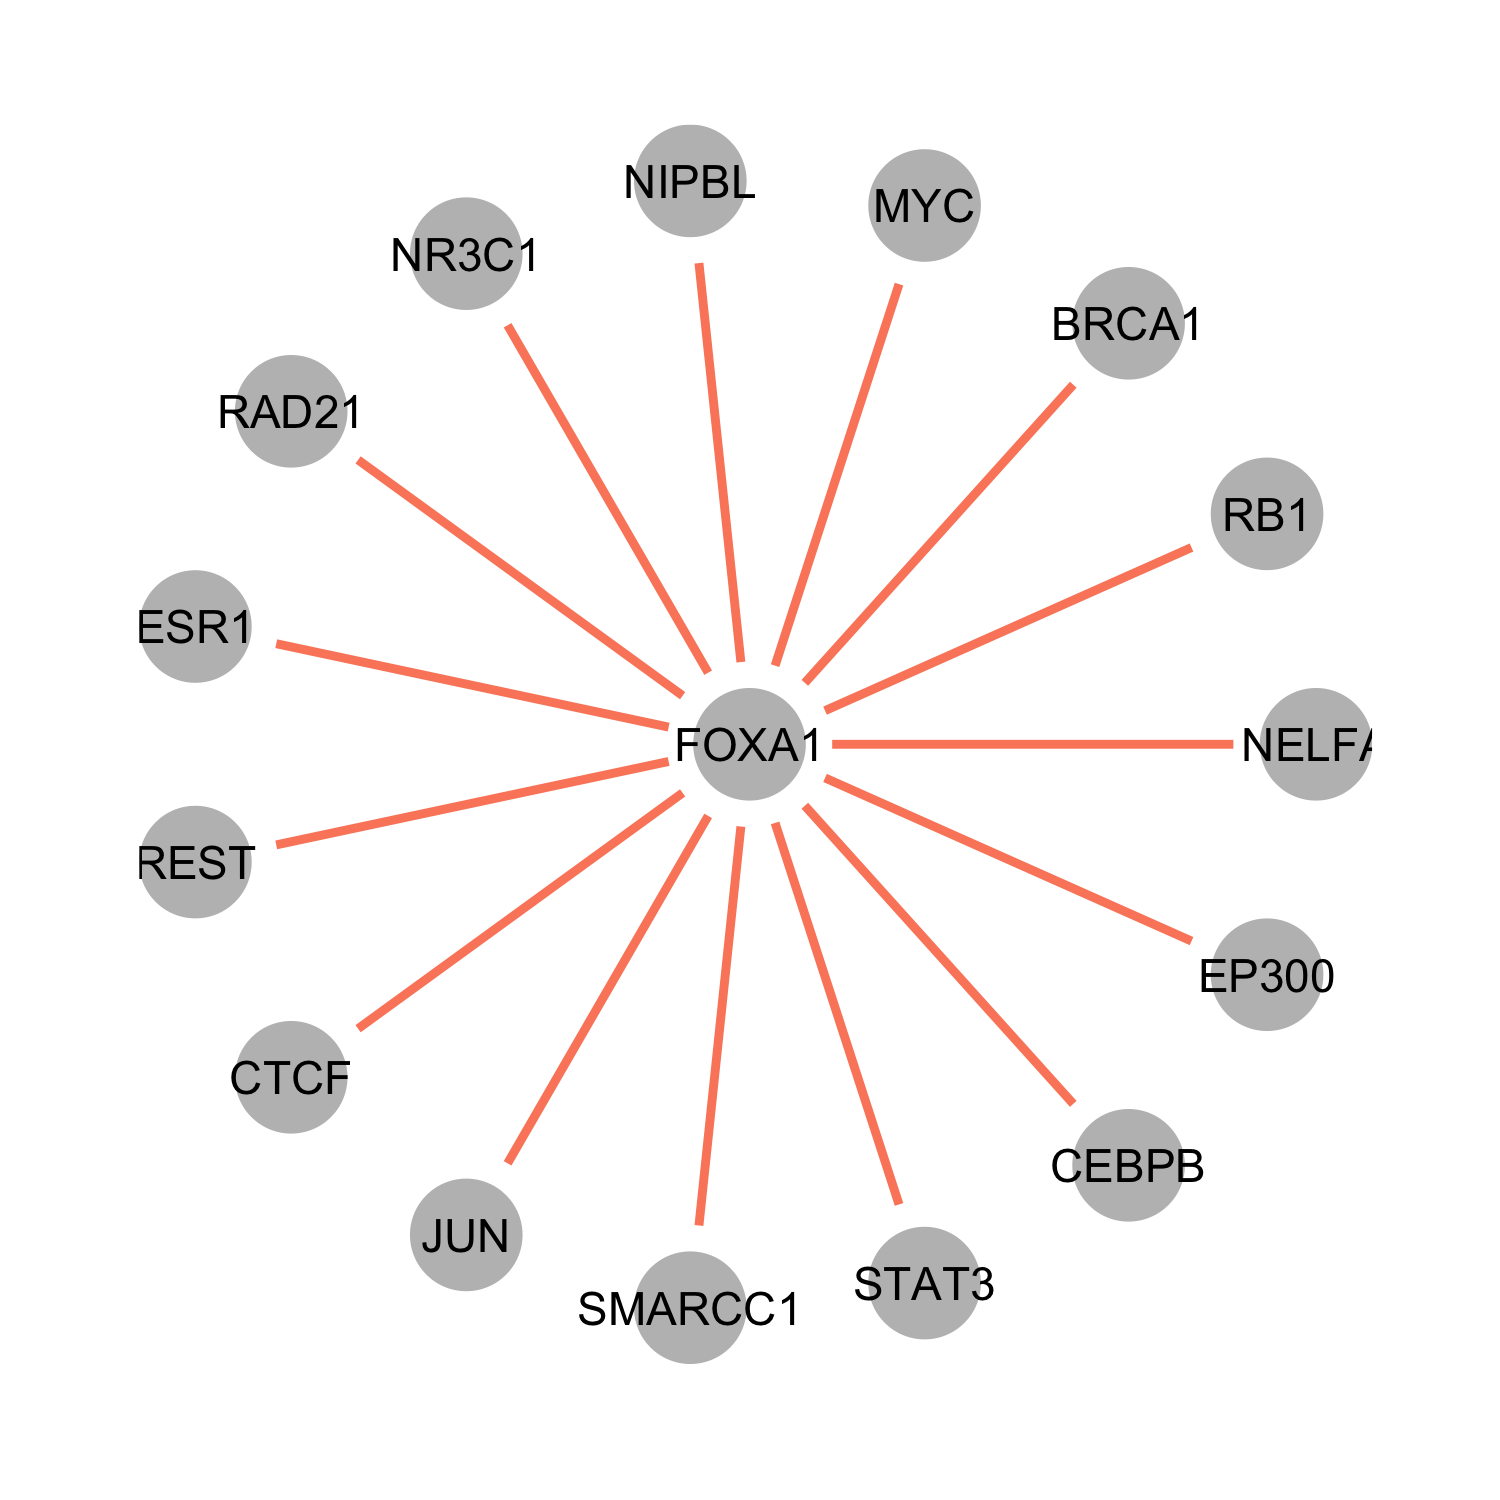 NIPBL
MYC
NR3C1
BRCA1
RAD21
RB1
ESR1
FOXA1
NELFA
REST
EP300
CTCF
CEBPB
JUN
STAT3
SMARCC1